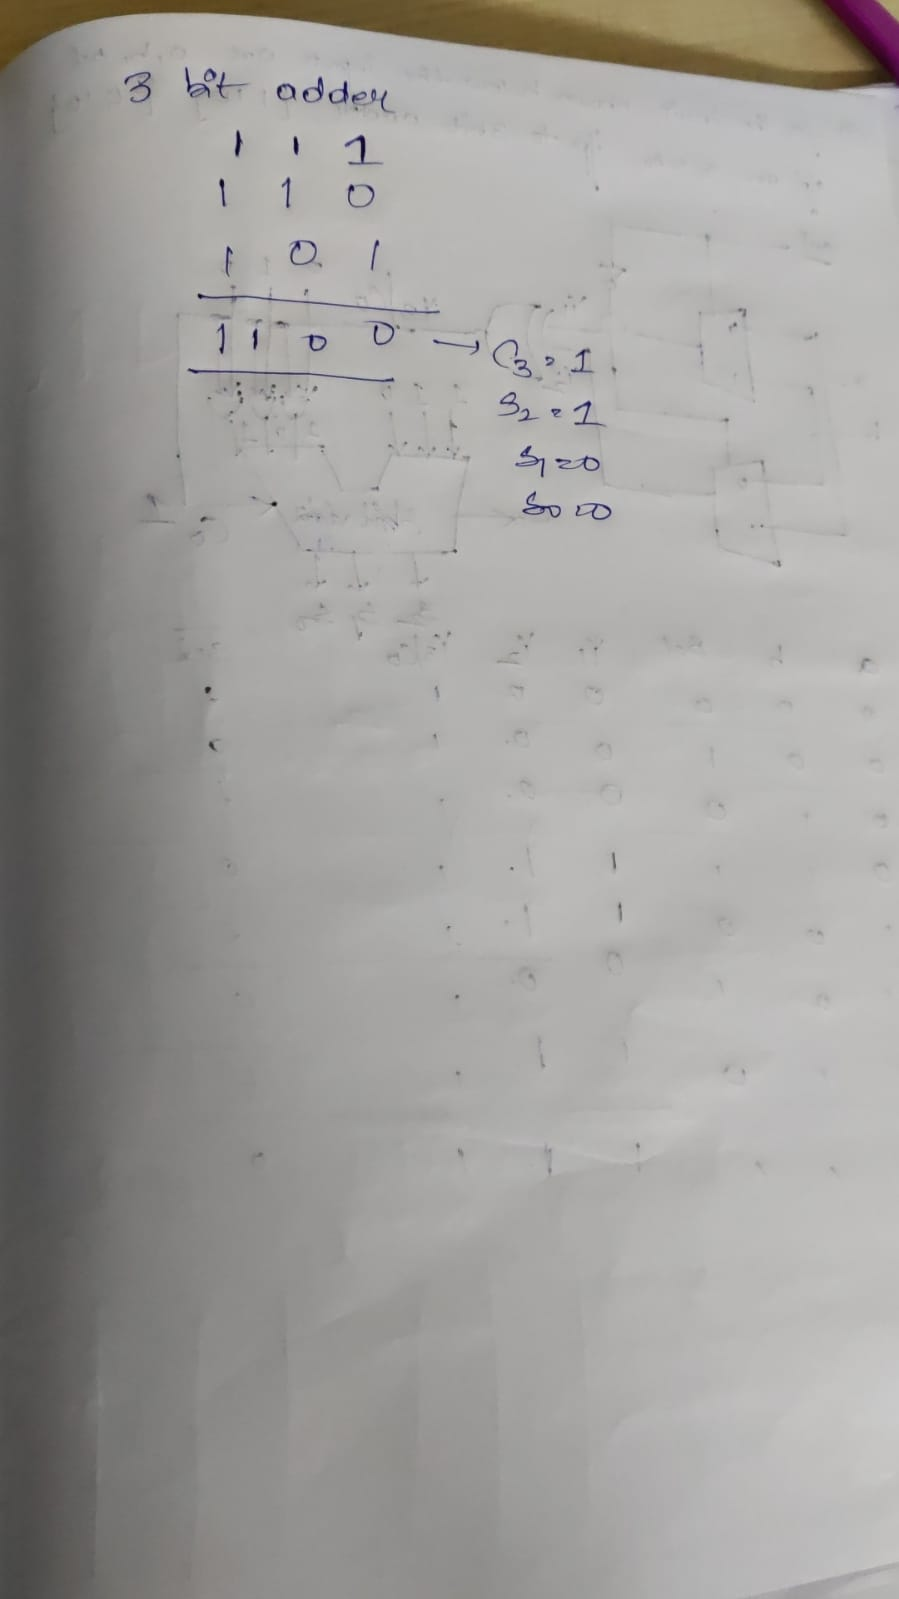 3 bit adder
1 1 1
1 1 0
1 0 1
1 1 0 0 → C3 = 1
S2 = 1
S1 = 0
S0 = 0